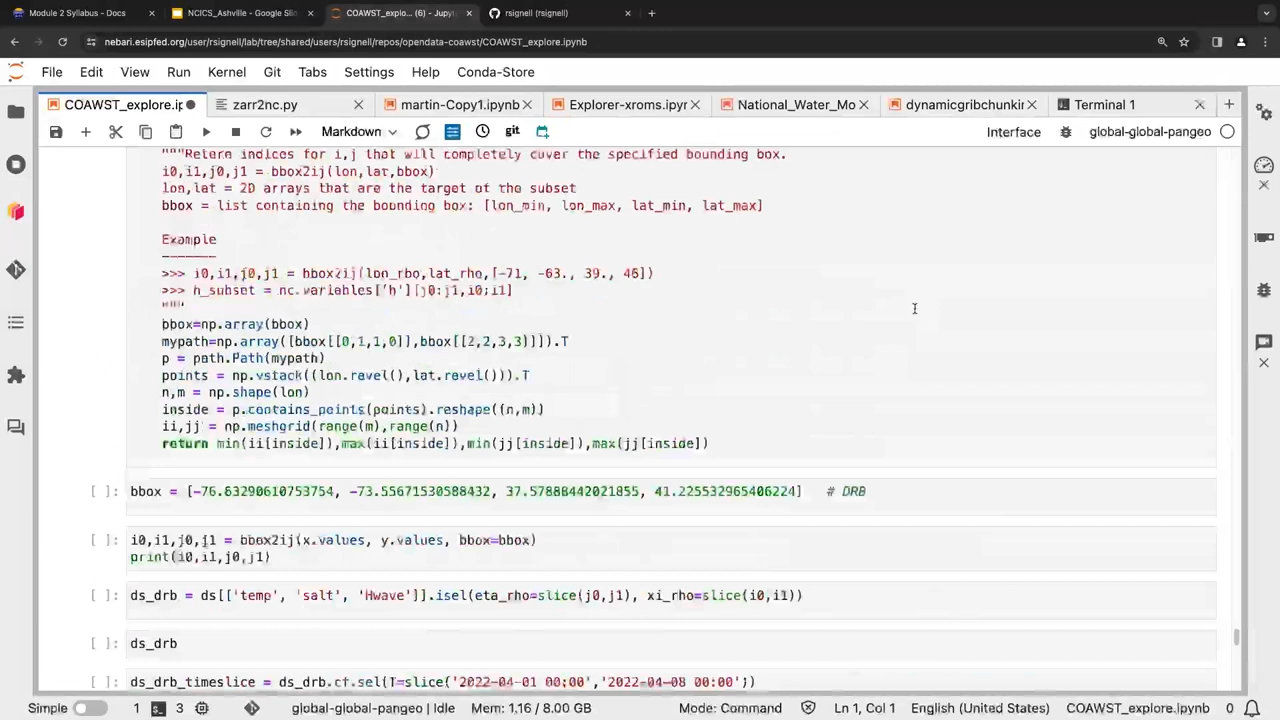 Module 2 Syllabus - Docs
NCICS_Ashville - Google Sli
COAWST_explo... (6) - Jupyt
rsignell (rsignell)
nebari.esipfed.org/user/rsignell/lab/tree/shared/users/rsignell/repos/opendata-coawst/COAWST_explore.ipynb
File Edit View Run Kernel Git Tabs Settings Help Conda-Store
COAWST_explore.ip
zarr2nc.py
martin-Copy1.ipynb
Explorer-xroms.ipyr
National_Water_Mo
dynamicgribchunkin
Terminal 1
Markdown
git
Interface
global-global-pangeo
"""Return indices for i,j that will completely cover the specified bounding box.
i0,i1,j0,j1 = bbox2ij(lon,lat,bbox)
lon,lat = 2D arrays that are the target of the subset
bbox = list containing the bounding box: [lon_min, lon_max, lat_min, lat_max]
Example
-------
>>> i0,i1,j0,j1 = bbox2ij(lon_rho,lat_rho,[-71, -63., 39., 46])
>>> h_subset = nc.variables['h'][j0:j1,i0:i1]
"""
bbox=np.array(bbox)
mypath=np.array([bbox[[0,1,1,0]],bbox[[2,2,3,3]]]).T
p = path.Path(mypath)
points = np.vstack((lon.ravel(),lat.ravel())).T
n,m = np.shape(lon)
inside = p.contains_points(points).reshape((n,m))
ii,jj = np.meshgrid(range(m),range(n))
return min(ii[inside]),max(ii[inside]),min(jj[inside]),max(jj[inside])
[ ]: bbox = [-76.83290610753754, -73.55671530588432, 37.57888442021855, 41.225532965406224] # DRB
[ ]: i0,i1,j0,j1 = bbox2ij(x.values, y.values, bbox=bbox)
print(i0,i1,j0,j1)
[ ]: ds_drb = ds[['temp', 'salt', 'Hwave']].isel(eta_rho=slice(j0,j1), xi_rho=slice(i0,i1))
[ ]: ds_drb
[ ]: ds_drb_timeslice = ds_drb.cf.sel(T=slice('2022-04-01 00:00','2022-04-08 00:00'))
Simple 1 3 global-global-pangeo | Idle Mem: 1.16 / 8.00 GB Mode: Command Ln 1, Col 1 English (United States) COAWST_explore.ipynb 0